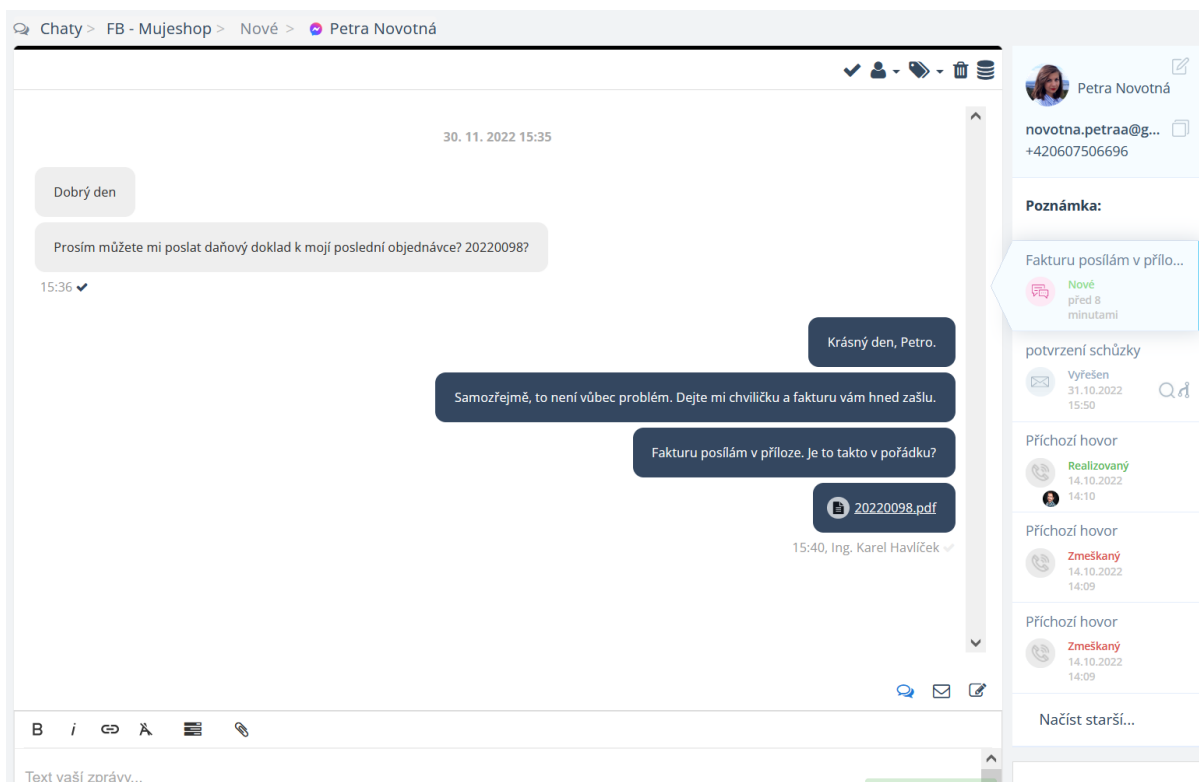 Chaty > FB - Mujeshop > Nové > Petra Novotná
30. 11. 2022 15:35
Dobrý den
Prosím můžete mi poslat daňový doklad k mojí poslední objednávce? 20220098?
15:36
Krásný den, Petro.
Samozřejmě, to není vůbec problém. Dejte mi chviličku a fakturu vám hned zašlu.
Fakturu posílám v příloze. Je to takto v pořádku?
20220098.pdf
15:40, Ing. Karel Havlíček
B i
Text vaší zprávy...
Petra Novotná
novotna.petraa@g...
+420607506696
Poznámka:
Fakturu posílám v přílo...
Nové
před 8
minutami
potvrzení schůzky
Vyřešen
31.10.2022
15:50
Příchozí hovor
Realizovaný
14.10.2022
14:10
Příchozí hovor
Zmeškaný
14.10.2022
14:09
Příchozí hovor
Zmeškaný
14.10.2022
14:09
Načíst starší...